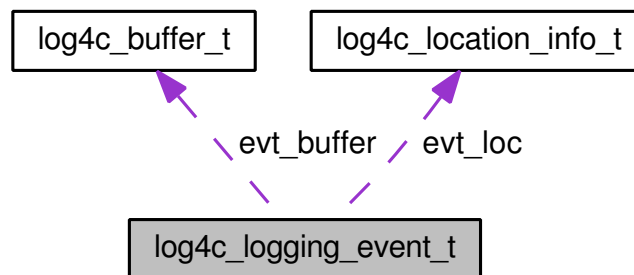 log4c_buffer_t
log4c_location_info_t
evt_buffer
evt_loc
log4c_logging_event_t